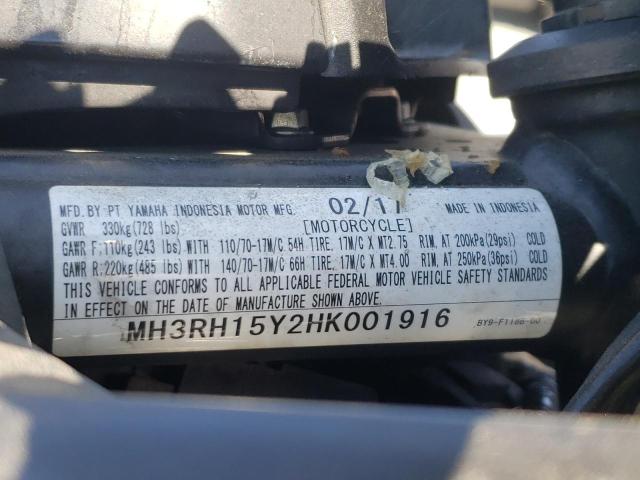 MFD. BY PT YAMAHA INDONESIA MOTOR MFG. 02/17 MADE IN INDONESIA
GVWR 330kg(728 lbs) [MOTORCYCLE]
GAWR F:110kg(243 lbs)WITH 110/70-17M/C 54H TIRE, 17M/C X MT2.75 RIM, AT 200kPa(29psi) COLD
GAWR R:220kg(485 lbs)WITH 140/70-17M/C 66H TIRE, 17M/C X MT4.00 RIM, AT 250kPa(36psi) COLD
THIS VEHICLE CONFORMS TO ALL APPLICABLE FEDERAL MOTOR VEHICLE SAFETY STANDARDS
IN EFFECT ON THE DATE OF MANUFACTURE SHOWN ABOVE.
MH3RH15Y2HK001916 BY9-F118B-00